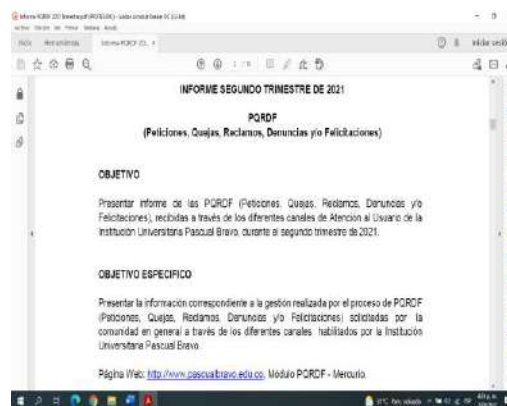 INFORME SEGUNDO TRIMESTRE DE 2021
PQRDF
(Peticiones, Quejas, Reclamos, Denuncias y/o Felicitaciones)
OBJETIVO
Presentar informe de las PQRDF (Peticiones, Quejas, Reclamos, Denuncias y/o
Felicitaciones), recibidas a través de los diferentes canales de Atención al Usuario de la
Institución Universitaria Pascual Bravo, durante el segundo trimestre de 2021.
OBJETIVO ESPECIFICO
Presentar la información correspondiente a la gestión realizada por el proceso de PQRDF
(Peticiones, Quejas, Reclamos, Denuncias y/o Felicitaciones) solicitadas por la
comunidad en general a través de los diferentes canales habilitados por la Institución
Universitaria Pascual Bravo.
Página Web: http://www.pascualbravo.edu.co, Módulo PQRDF - Mercurio.